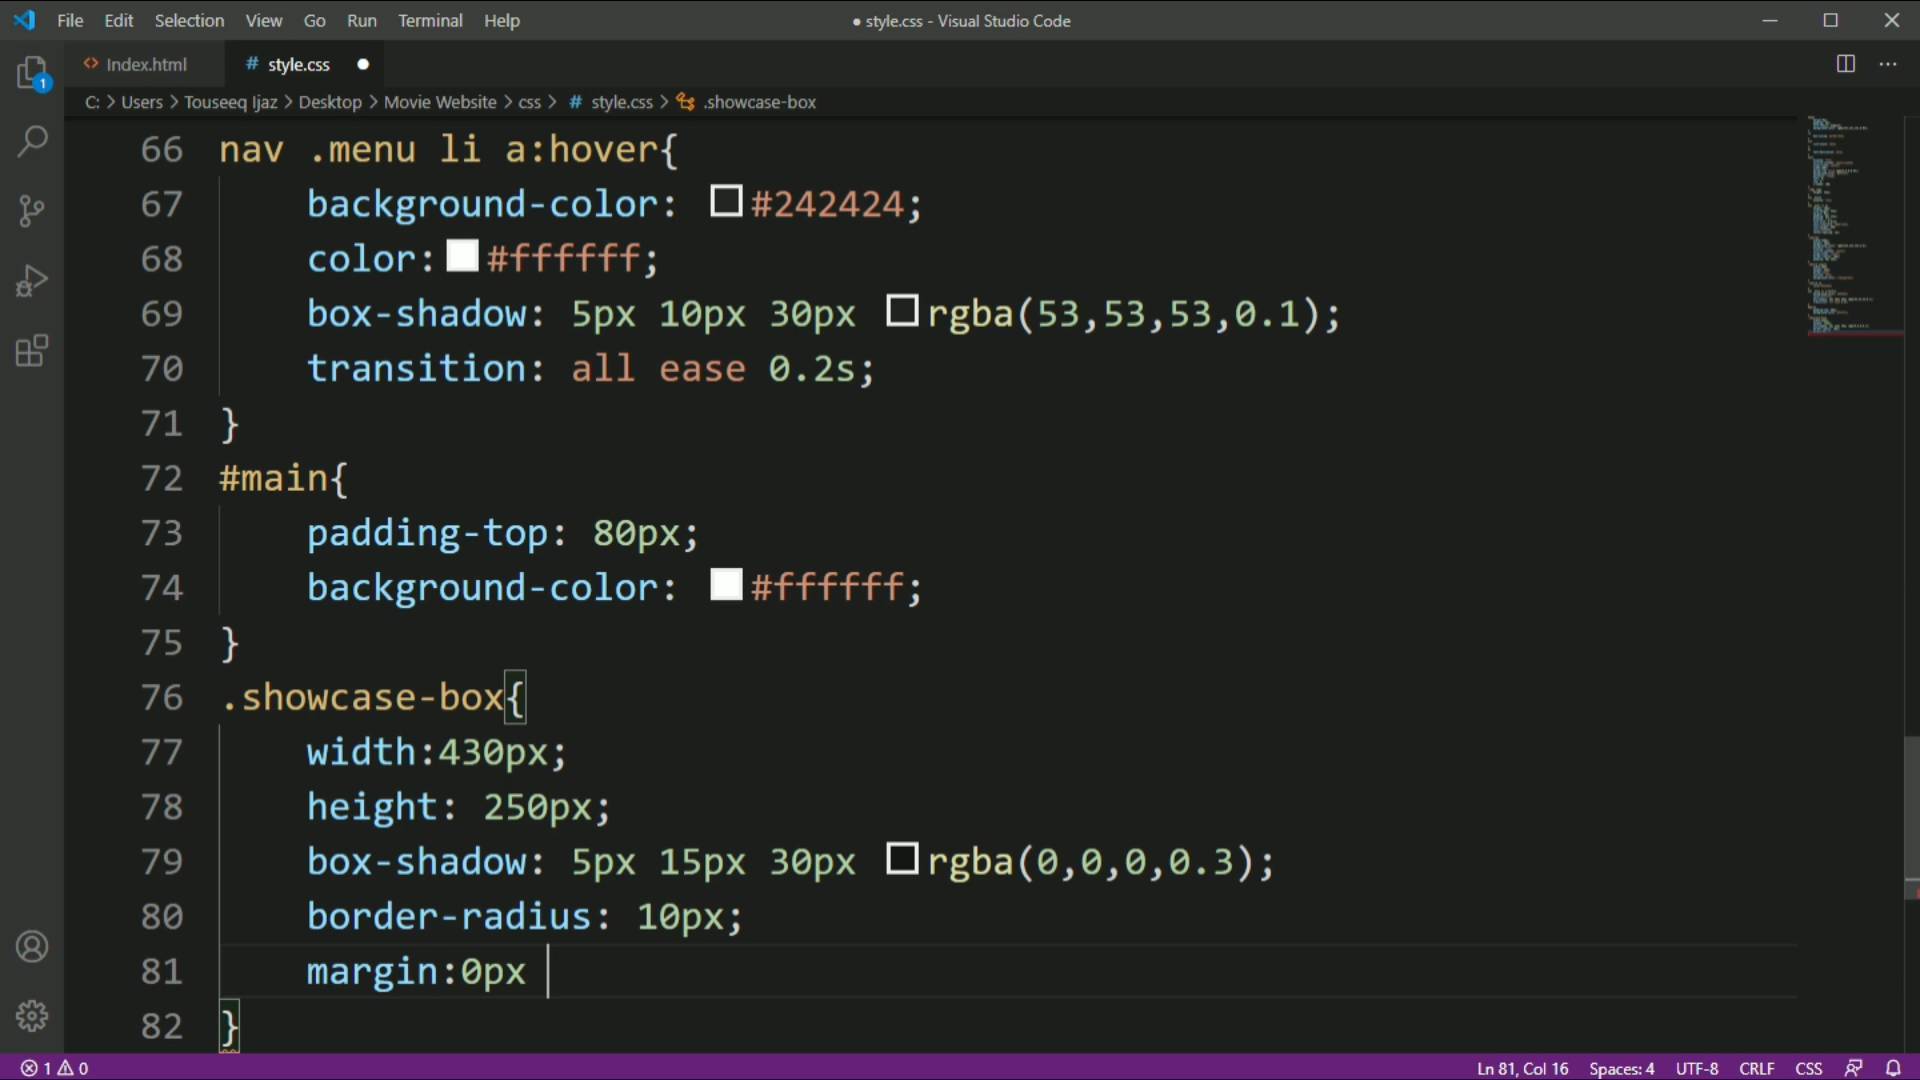 File Edit Selection View Go Run Terminal Help
● style.css - Visual Studio Code
Index.html
# style.css ●
C: > Users > Touseeq Ijaz > Desktop > Movie Website > css > # style.css > .showcase-box
1
66 nav .menu li a:hover{
67 background-color: #242424;
68 color:#ffffff;
69 box-shadow: 5px 10px 30px rgba(53,53,53,0.1);
70 transition: all ease 0.2s;
71 }
72 #main{
73 padding-top: 80px;
74 background-color: #ffffff;
75 }
76 .showcase-box{
77 width:430px;
78 height: 250px;
79 box-shadow: 5px 15px 30px rgba(0,0,0,0.3);
80 border-radius: 10px;
81 margin:0px
82 }
1 0
Ln 81, Col 16 Spaces: 4 UTF-8 CRLF CSS